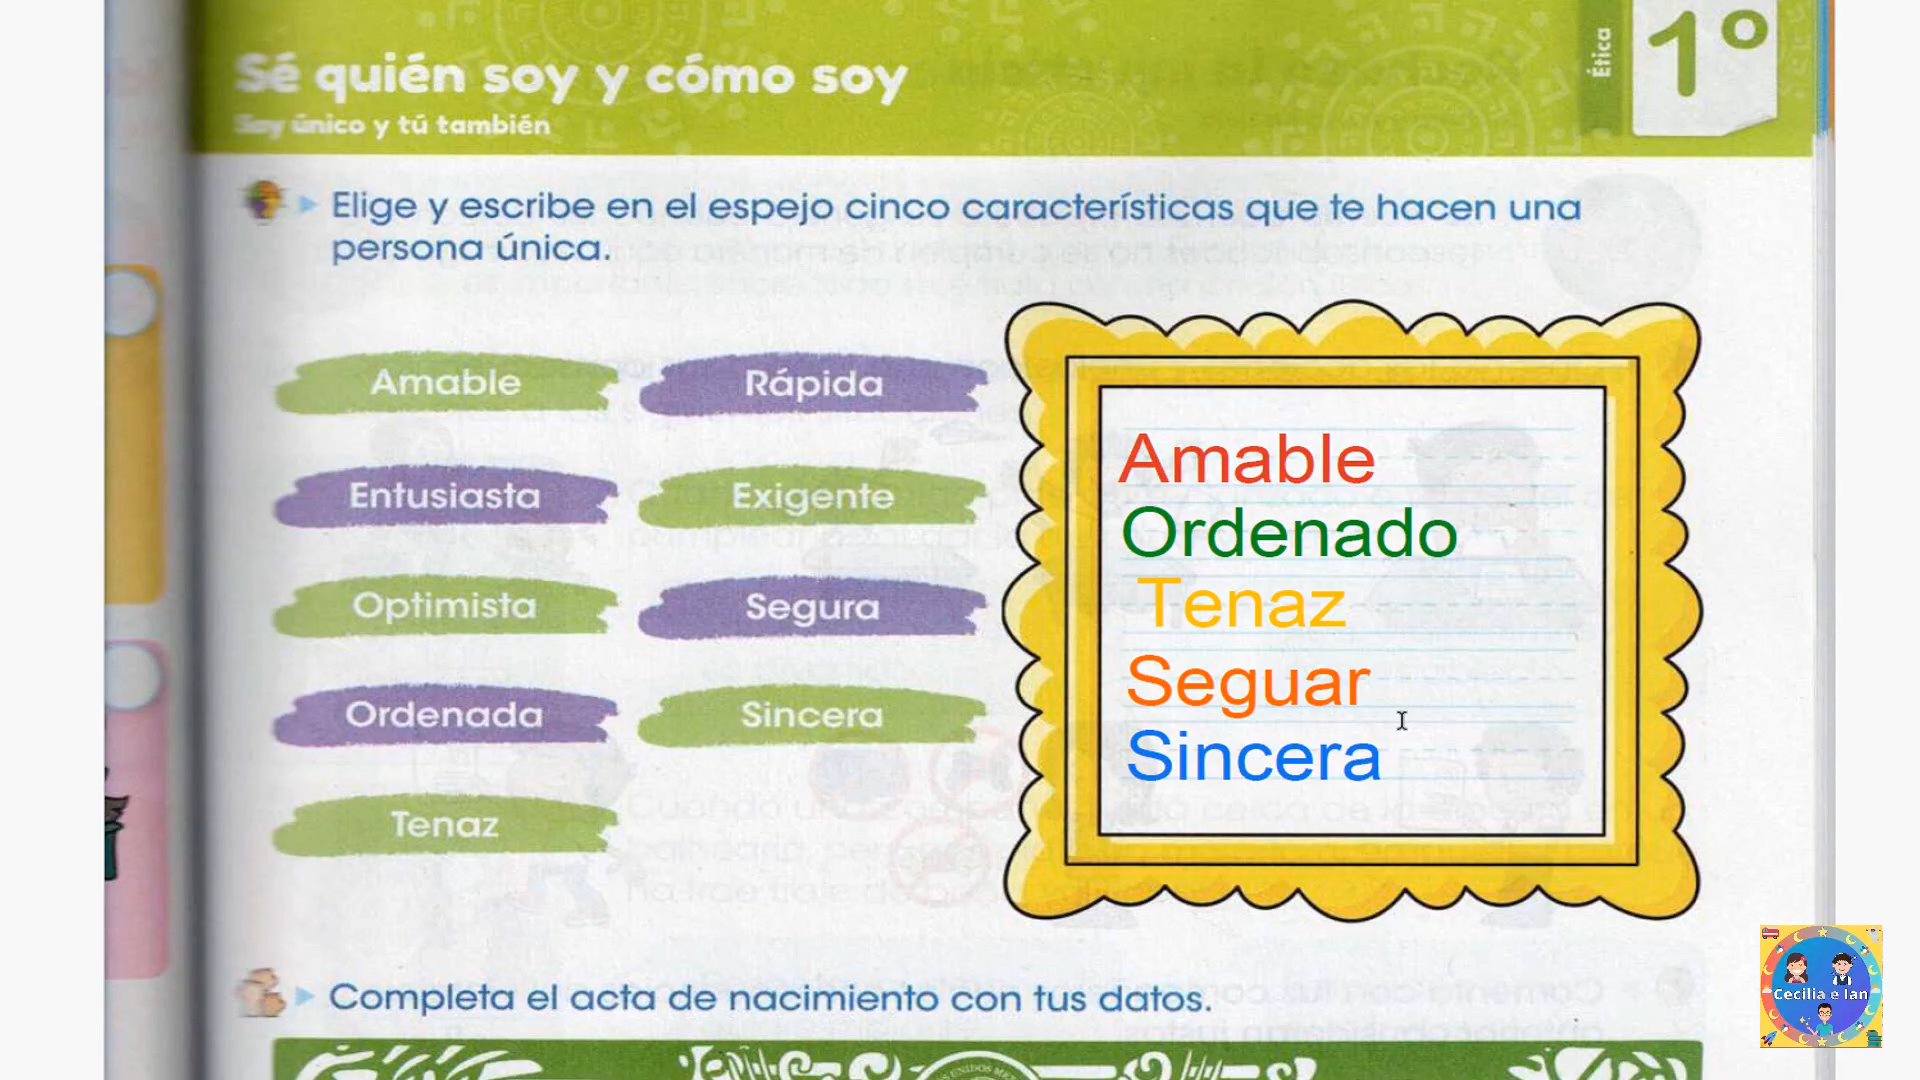 Sé quién soy y cómo soy
Soy único y tú también
Ética
1º
Elige y escribe en el espejo cinco características que te hacen una
persona única.
Amable
Rápida
Entusiasta
Exigente
Optimista
Segura
Ordenada
Sincera
Tenaz
Amable
Ordenado
Tenaz
Seguar
Sincera
Completa el acta de nacimiento con tus datos.
Cecilia e Ian